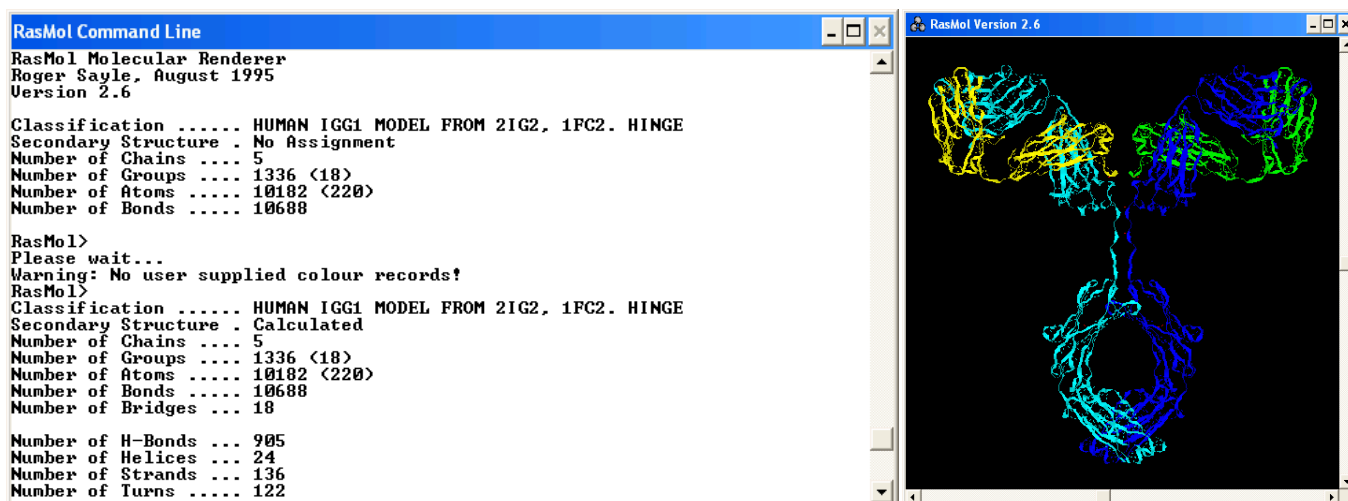 RasMol Command Line
RasMol Molecular Renderer
Roger Sayle, August 1995
Version 2.6
Classification ...... HUMAN IGG1 MODEL FROM 2IG2, 1FC2. HINGE
Secondary Structure . No Assignment
Number of Chains .... 5
Number of Groups .... 1336 (18)
Number of Atoms ..... 10182 (220)
Number of Bonds ..... 10688
RasMol>
Please wait...
Warning: No user supplied colour records!
RasMol>
Classification ...... HUMAN IGG1 MODEL FROM 2IG2, 1FC2. HINGE
Secondary Structure . Calculated
Number of Chains .... 5
Number of Groups .... 1336 (18)
Number of Atoms ..... 10182 (220)
Number of Bonds ..... 10688
Number of Bridges ... 18
Number of H-Bonds ... 905
Number of Helices ... 24
Number of Strands ... 136
Number of Turns ..... 122
RasMol Version 2.6